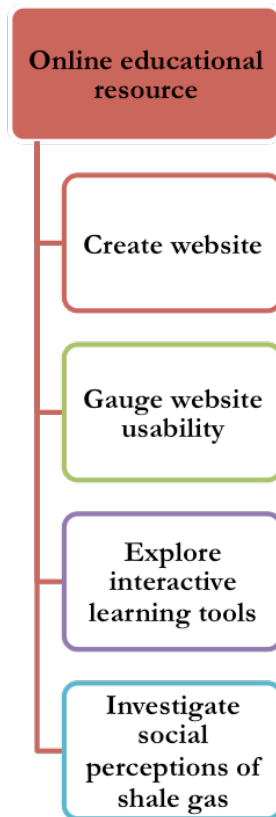 Online educational
resource
Create website
Gauge website
usability
Explore
interactive
learning tools
Investigate
social
perceptions of
shale gas